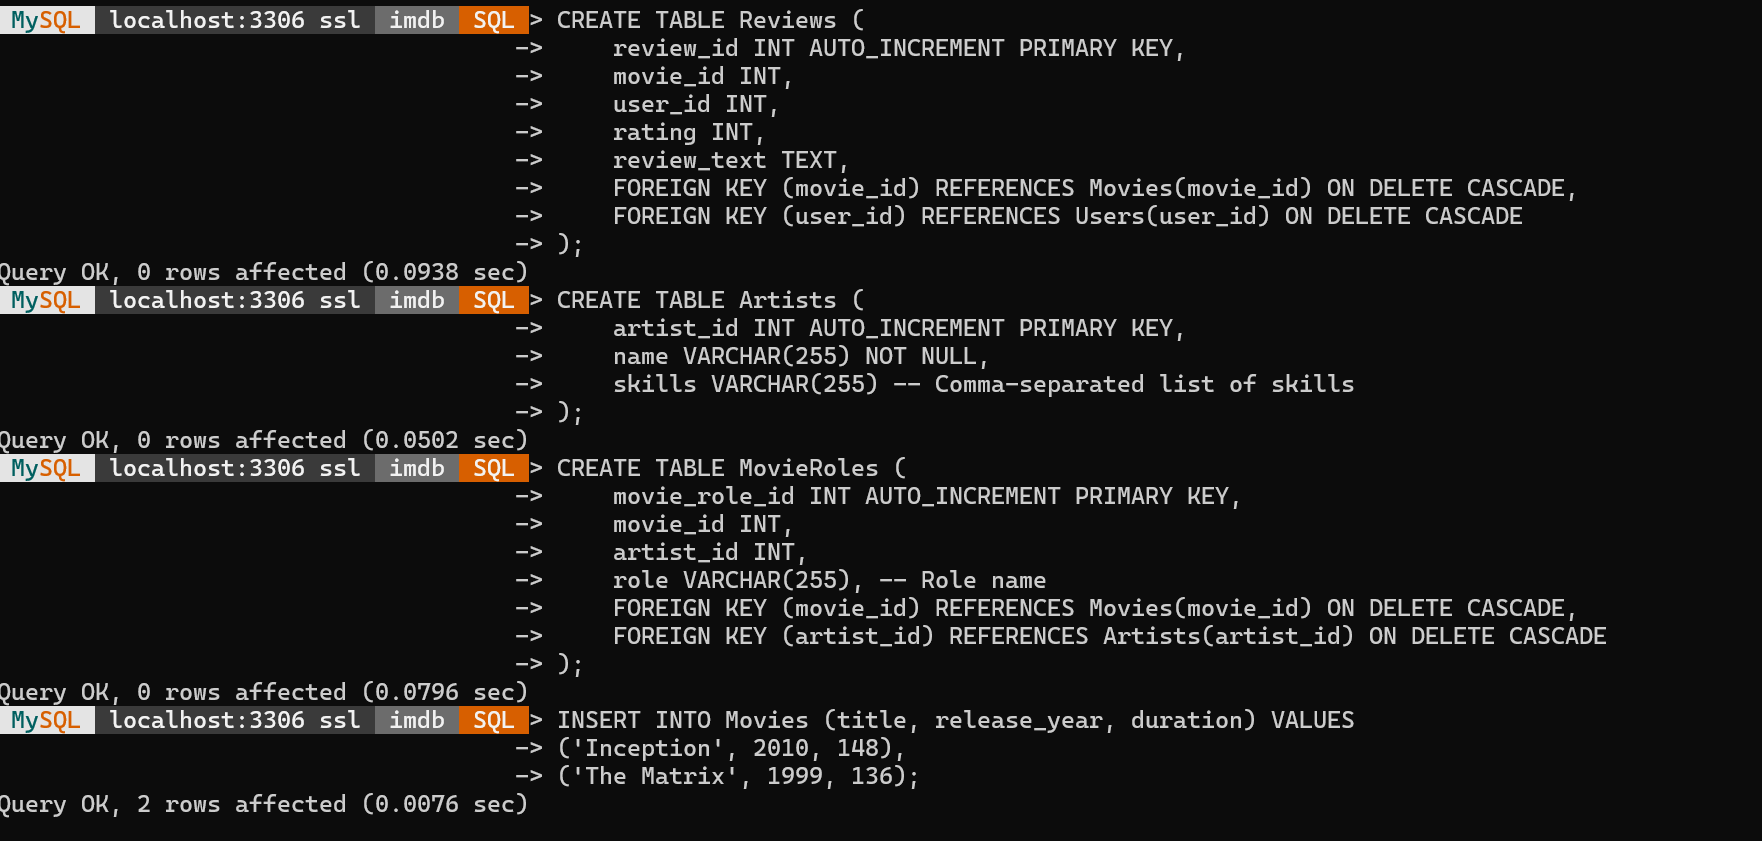 MySQL localhost:3306 ssl imdb SQL > CREATE TABLE Reviews (
->     review_id INT AUTO_INCREMENT PRIMARY KEY,
->     movie_id INT,
->     user_id INT,
->     rating INT,
->     review_text TEXT,
->     FOREIGN KEY (movie_id) REFERENCES Movies(movie_id) ON DELETE CASCADE,
->     FOREIGN KEY (user_id) REFERENCES Users(user_id) ON DELETE CASCADE
-> );
Query OK, 0 rows affected (0.0938 sec)
MySQL localhost:3306 ssl imdb SQL > CREATE TABLE Artists (
->     artist_id INT AUTO_INCREMENT PRIMARY KEY,
->     name VARCHAR(255) NOT NULL,
->     skills VARCHAR(255) -- Comma-separated list of skills
-> );
Query OK, 0 rows affected (0.0502 sec)
MySQL localhost:3306 ssl imdb SQL > CREATE TABLE MovieRoles (
->     movie_role_id INT AUTO_INCREMENT PRIMARY KEY,
->     movie_id INT,
->     artist_id INT,
->     role VARCHAR(255), -- Role name
->     FOREIGN KEY (movie_id) REFERENCES Movies(movie_id) ON DELETE CASCADE,
->     FOREIGN KEY (artist_id) REFERENCES Artists(artist_id) ON DELETE CASCADE
-> );
Query OK, 0 rows affected (0.0796 sec)
MySQL localhost:3306 ssl imdb SQL > INSERT INTO Movies (title, release_year, duration) VALUES
-> ('Inception', 2010, 148),
-> ('The Matrix', 1999, 136);
Query OK, 2 rows affected (0.0076 sec)